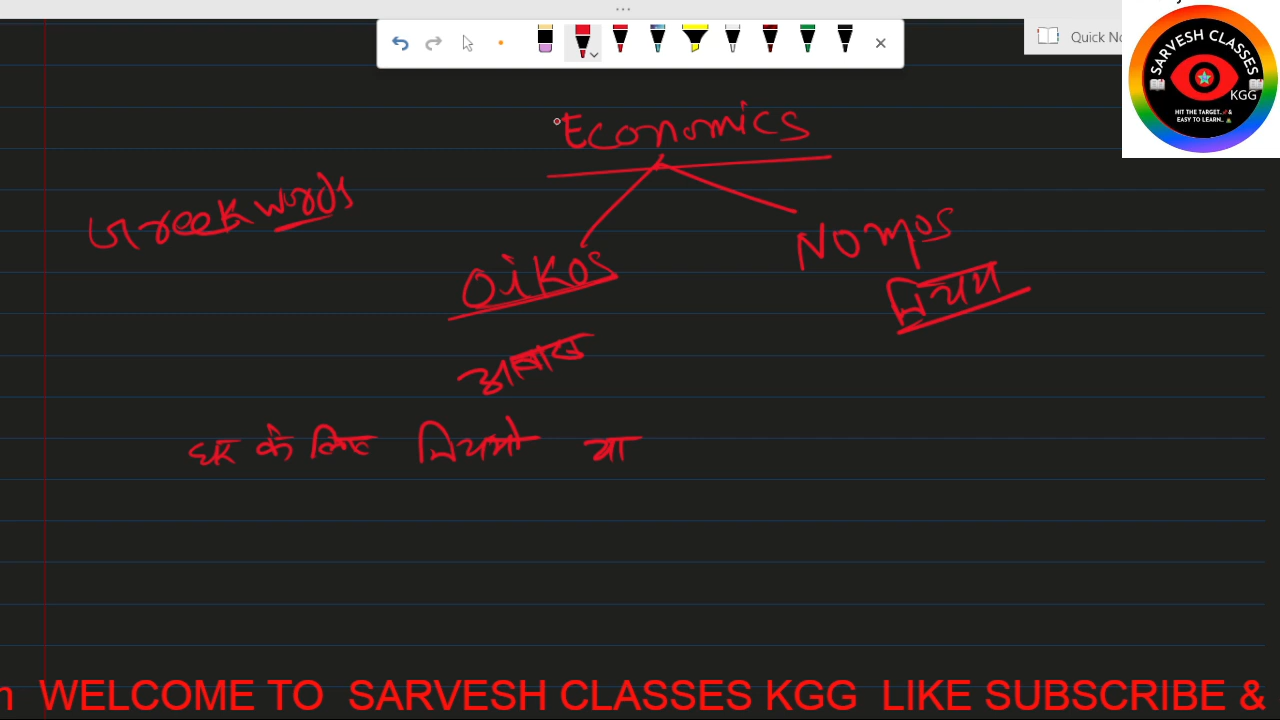 Quick No
SARVESH CLASSES
KGG
HIT THE TARGET.. &
EASY TO LEARN..
Economics
Greek words
Oikos
Nomos
नियम
आवास
घर के लिए नियमो या
WELCOME TO SARVESH CLASSES KGG LIKE SUBSCRIBE &